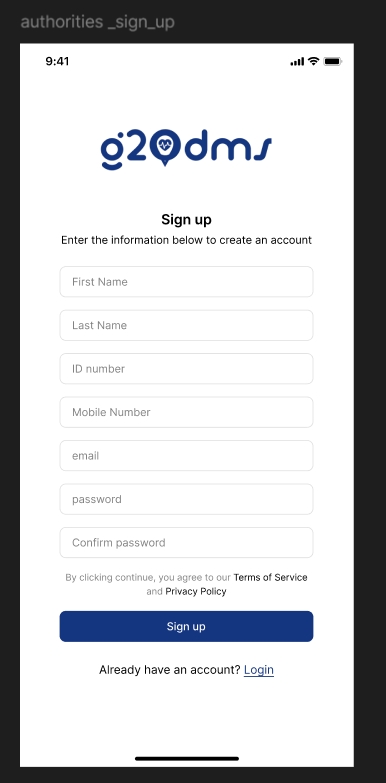 authorities _sign_up
9:41
g20dms
Sign up
Enter the information below to create an account
First Name
Last Name
ID number
Mobile Number
email
password
Confirm password
By clicking continue, you agree to our Terms of Service
and Privacy Policy
Sign up
Already have an account? Login